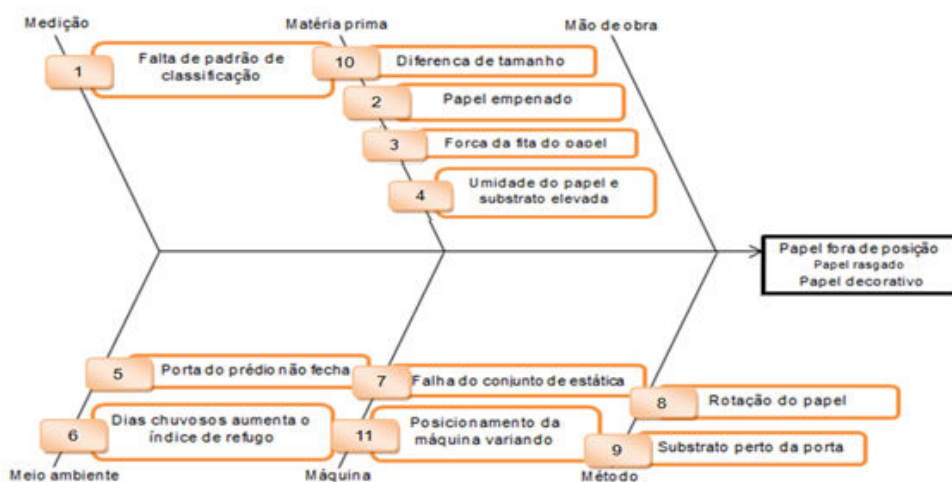 Medição
Matéria prima
Mão de obra
1
Falta de padrão de
classificação
10
Diferenca de tamanho
2
Papel empenado
3
Forca da fita do oaoel
4
Umidade do papel e
substrato elevada
Papel fora de posição
Papel rasgado
Papel decorativo
5
Porta do prédio não fecha
7
Falha do conjunto de estática
8
Rotação do papel
6
Dias chuvosos aumenta o
índice de refugo
11
Posicionamento da
máquina variando
9
Substrato perto da porta
Meio ambiente
Máquina
Método